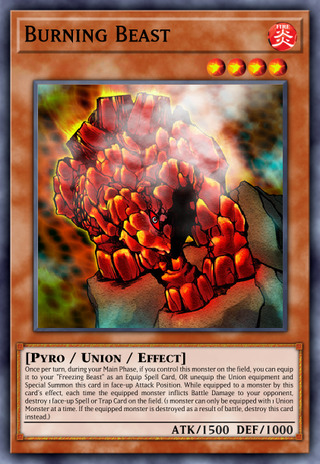 Burning Beast
FIRE
炎
[Pyro / Union / Effect]
Once per turn, during your Main Phase, if you control this monster on the field, you can equip
it to your "Freezing Beast" as an Equip Spell Card, OR unequip the Union equipment and
Special Summon this card in face-up Attack Position. While equipped to a monster by this
card's effect, each time the equipped monster inflicts Battle Damage to your opponent,
destroy 1 face-up Spell or Trap Card on the field. (1 monster can only be equipped with 1 Union
Monster at a time. If the equipped monster is destroyed as a result of battle, destroy this card
instead.)
ATK/1500 DEF/1000